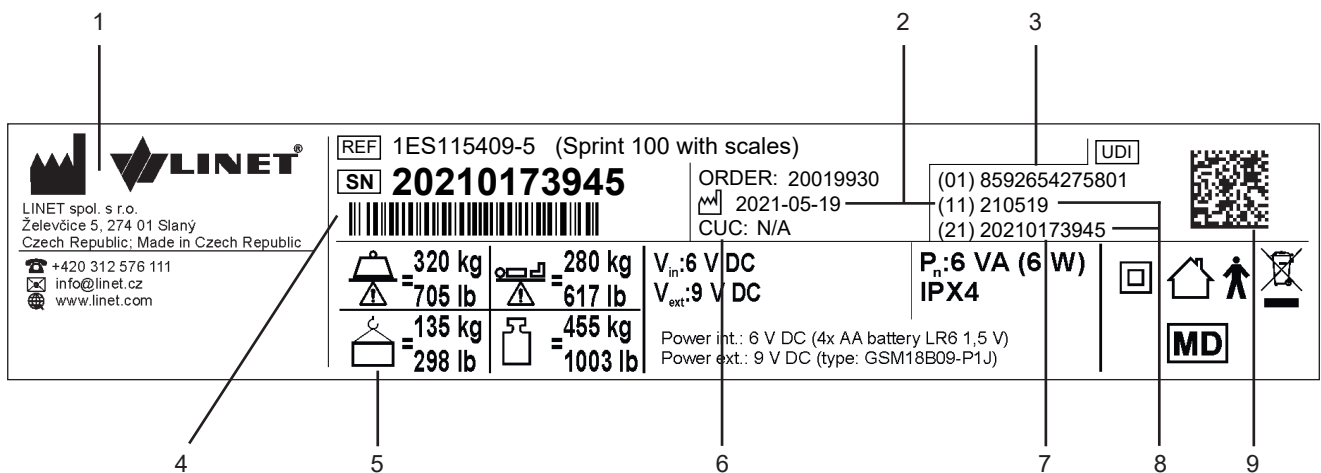 1
2
3
LINET®
LINET spol. s r.o.
Želevčice 5, 274 01 Slaný
Czech Republic; Made in Czech Republic
+420 312 576 111
info@linet.cz
www.linet.com
REF 1ES115409-5 (Sprint 100 with scales)
SN 20210173945
ORDER: 20019930
2021-05-19
CUC: N/A
UDI
(01) 8592654275801
(11) 210519
(21) 20210173945
=320 kg
705 lb
=280 kg
617 lb
=135 kg
298 lb
=455 kg
1003 lb
Vin:6 V DC
Vext:9 V DC
Pn:6 VA (6 W)
IPX4
Power int.: 6 V DC (4x AA battery LR6 1,5 V)
Power ext.: 9 V DC (type: GSM18B09-P1J)
MD
4
5
6
7
8
9